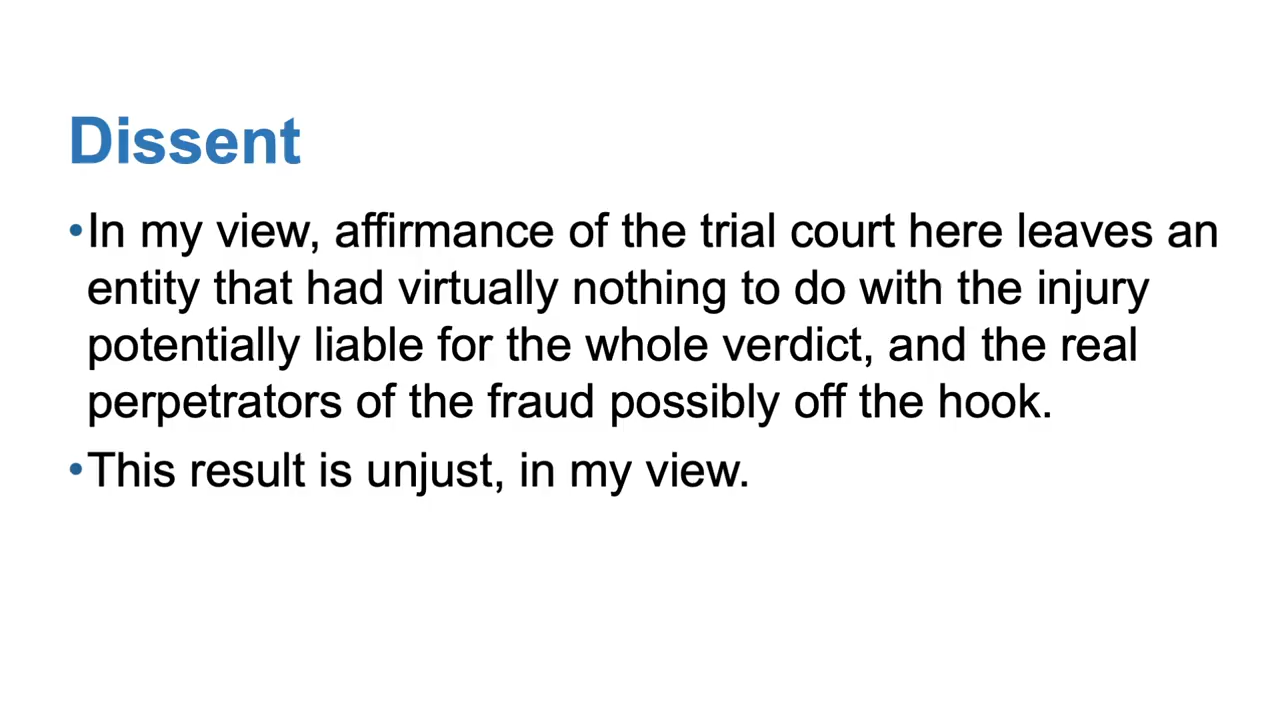 Dissent
•In my view, affirmance of the trial court here leaves an
entity that had virtually nothing to do with the injury
potentially liable for the whole verdict, and the real
perpetrators of the fraud possibly off the hook.
•This result is unjust, in my view.